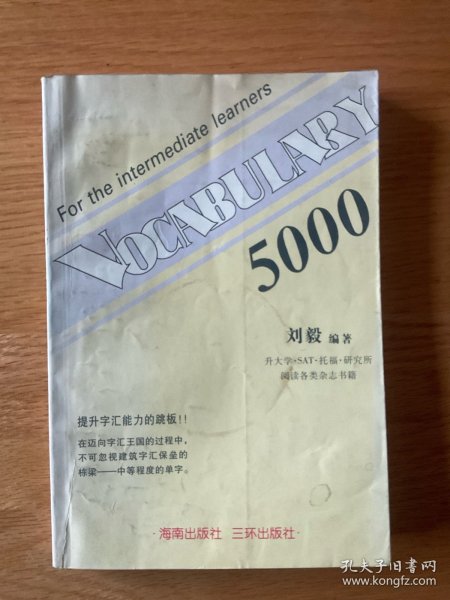 For the intermediate learners
VOCABULARY
5000
刘毅 编著
升大学·SAT·托福·研究所
阅读各类杂志书籍
提升字汇能力的跳板!!
在迈向字汇王国的过程中，
不可忽视建筑字汇保垒的
栋梁——中等程度的单字。
·海南出版社 三环出版社·
孔夫子旧书网
www.kongfz.com